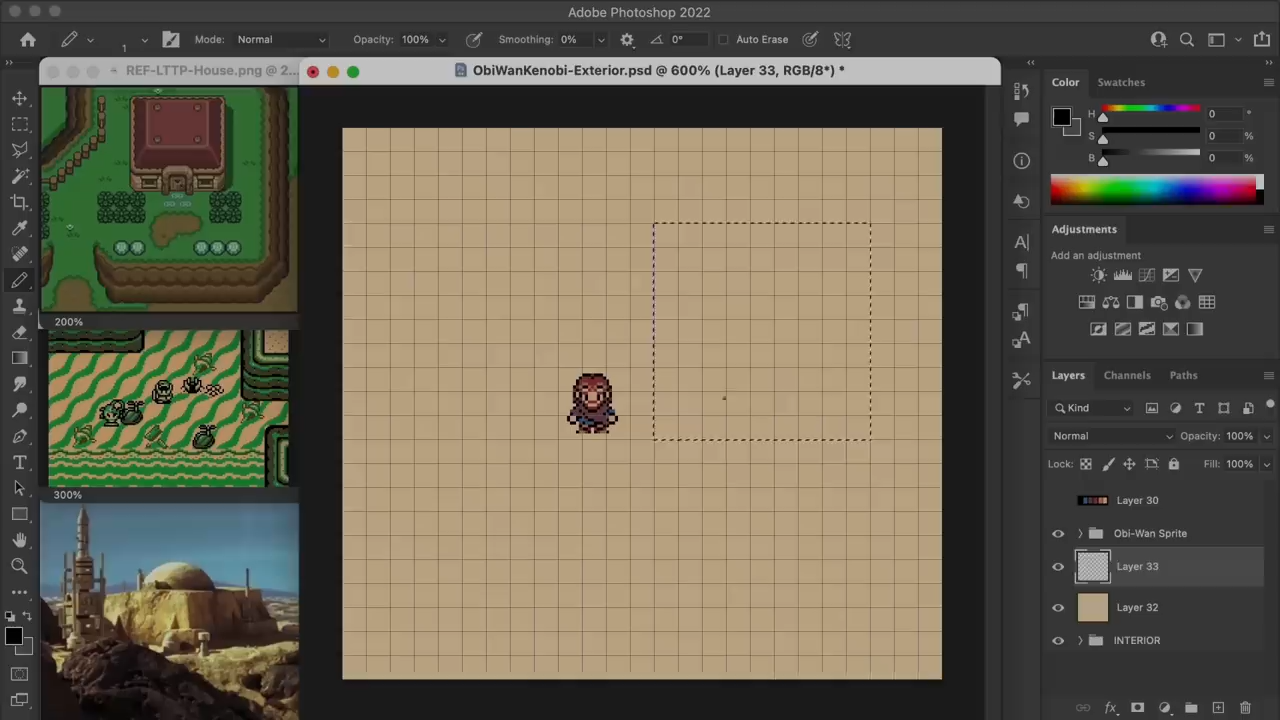 Adobe Photoshop 2022
1
Mode: Normal
Opacity: 100%
Smoothing: 0%
0°
Auto Erase
REF-LTTP-House.png @ 2...
ObiWanKenobi-Exterior.psd @ 600% (Layer 33, RGB/8*) *
200%
300%
Color
Swatches
H 0 °
S 0 %
B 0 %
Adjustments
Add an adjustment
Layers
Channels
Paths
Kind
Normal
Opacity: 100%
Lock:
Fill: 100%
Layer 30
Obi-Wan Sprite
Layer 33
Layer 32
INTERIOR